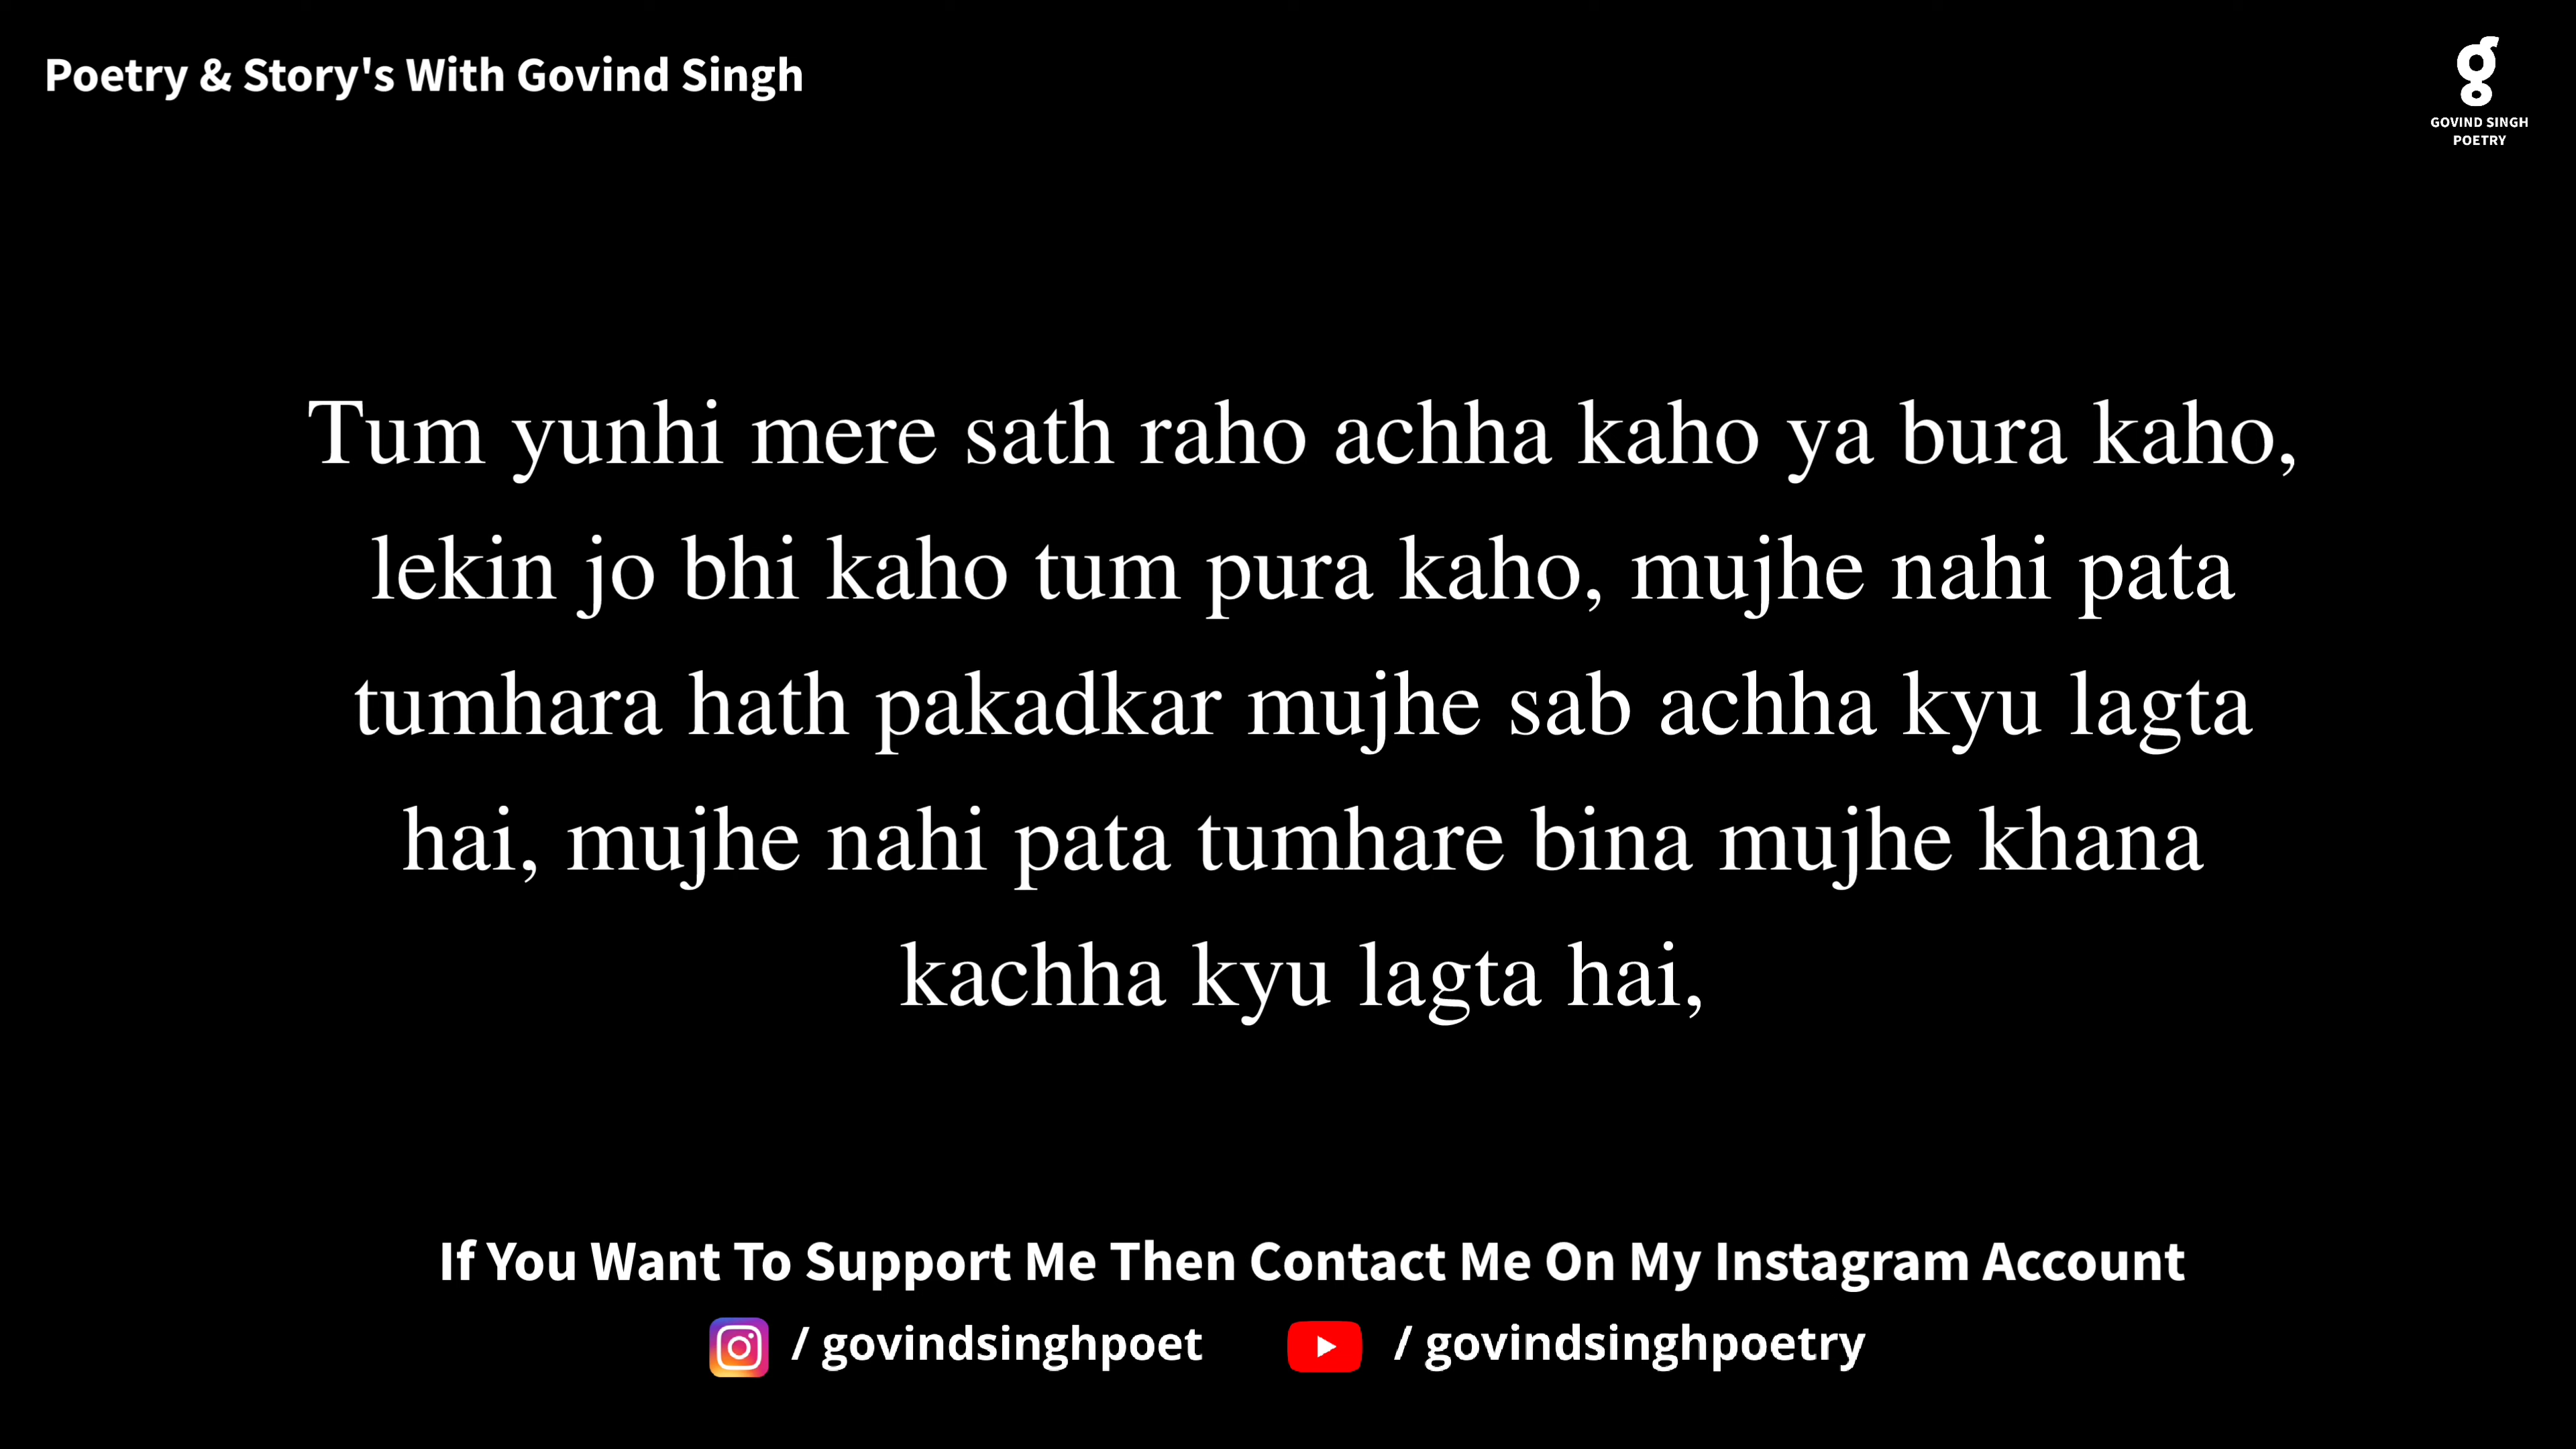 Poetry & Story's With Govind Singh
g
GOVIND SINGH
POETRY
Tum yunhi mere sath raho achha kaho ya bura kaho,
lekin jo bhi kaho tum pura kaho, mujhe nahi pata
tumhara hath pakadkar mujhe sab achha kyu lagta
hai, mujhe nahi pata tumhare bina mujhe khana
kachha kyu lagta hai,
If You Want To Support Me Then Contact Me On My Instagram Account
/ govindsinghpoet / govindsinghpoetry